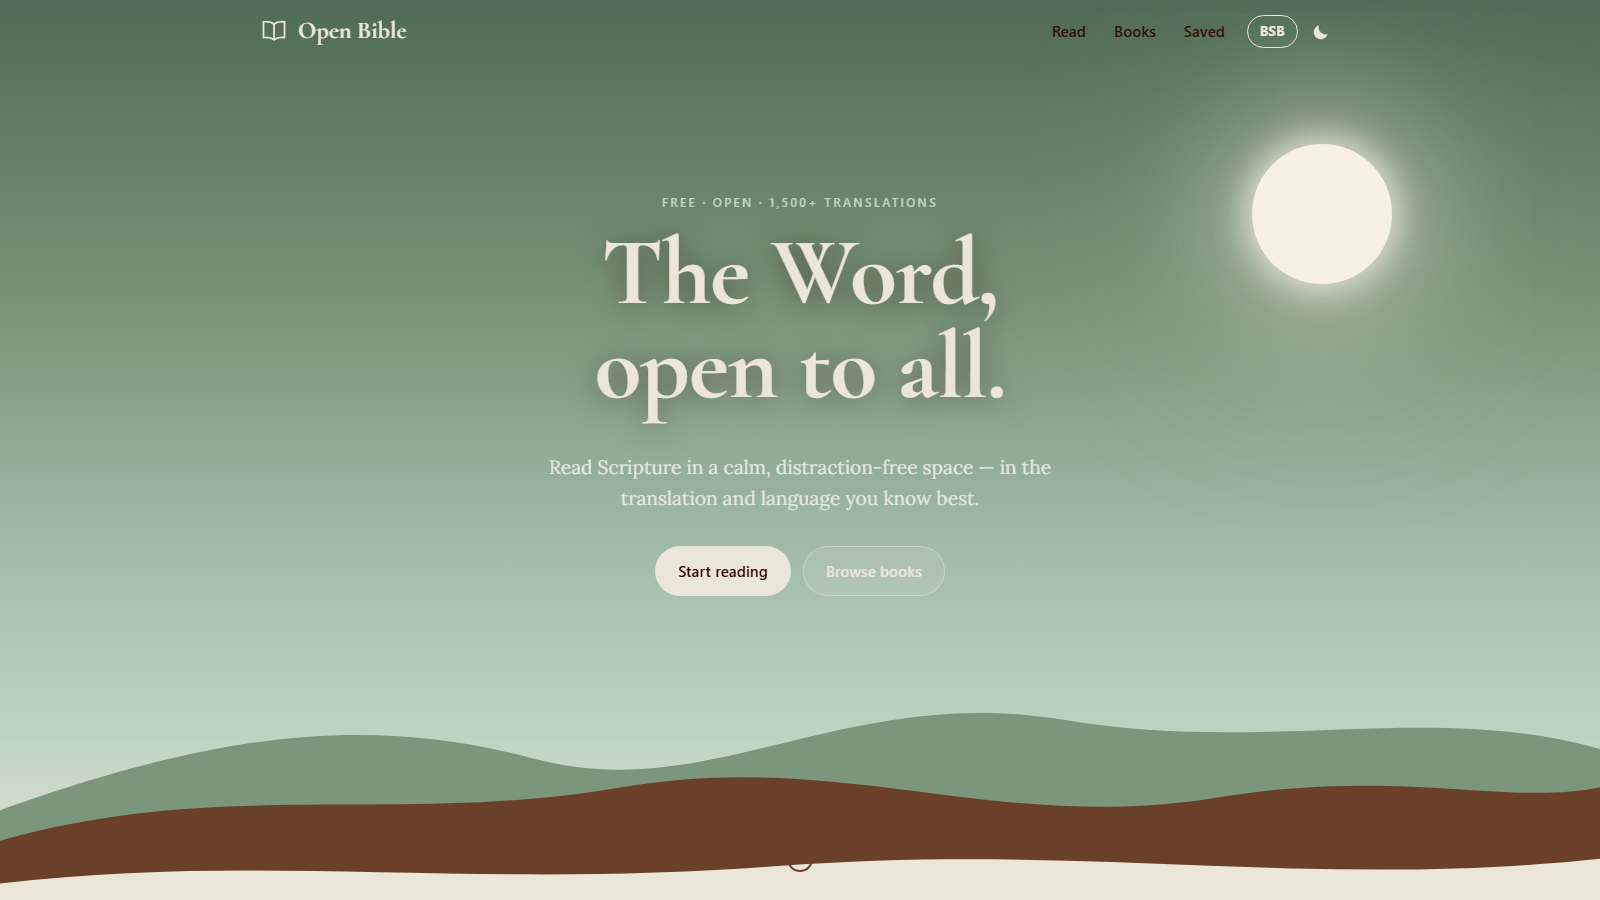 Open Bible
Read
Books
Saved
BSB
FREE · OPEN · 1,500+ TRANSLATIONS
The Word,
open to all.
Read Scripture in a calm, distraction-free space — in the
translation and language you know best.
Start reading
Browse books